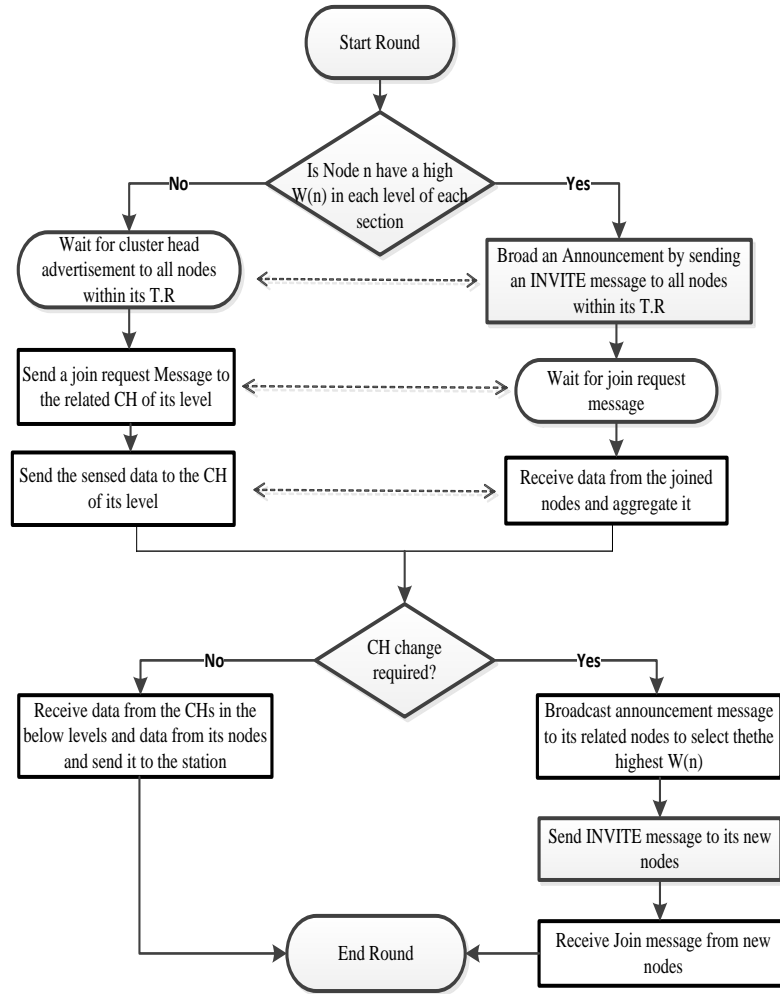 Start Round
Is Node n have a high
W(n) in each level of each
section
No
Yes
Wait for cluster head
advertisement to all nodes
within its T.R
Broad an Announcement by sending
an INVITE message to all nodes
within its T.R
Send a join request Message to
the related CH of its level
Wait for join request
message
Send the sensed data to the CH
of its level
Receive data from the joined
nodes and aggregate it
CH change
required?
No
Yes
Receive data from the CHs in the
below levels and data from its nodes
and send it to the station
Broadcast announcement message
to its related nodes to select thethe
highest W(n)
Send INVITE message to its new
nodes
Receive Join message from new
nodes
End Round